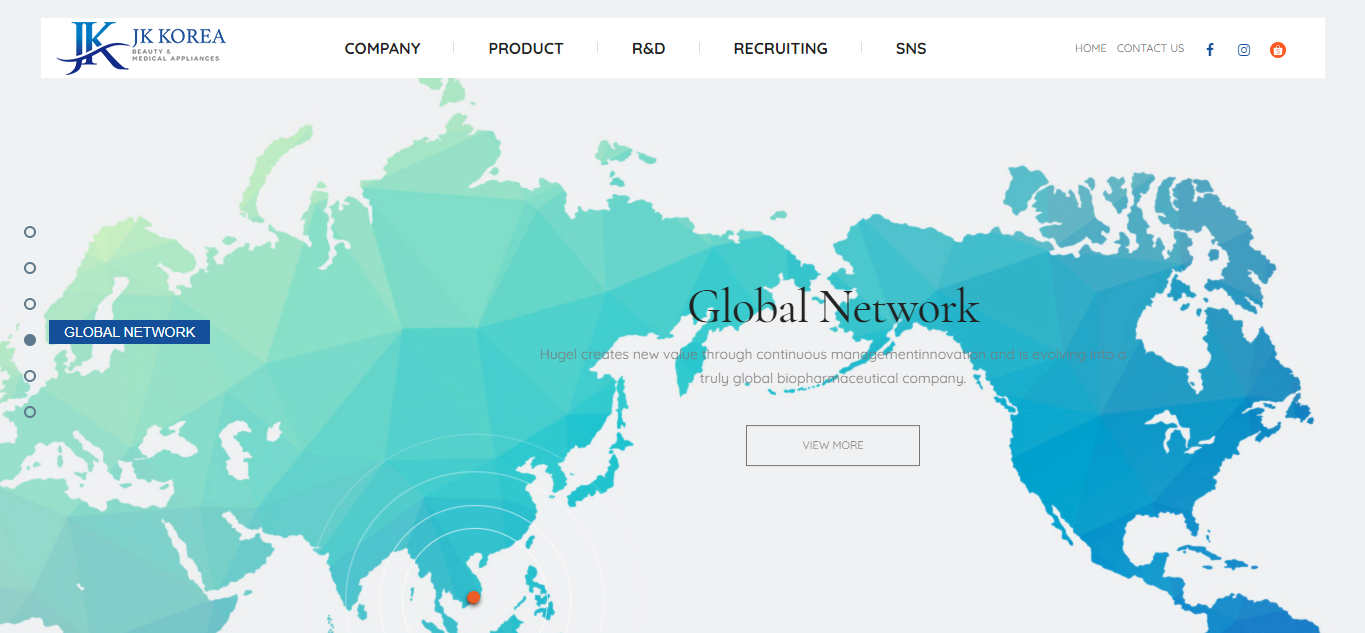 JK
JK KOREA
BEAUTY &
MEDICAL APPLIANCES
COMPANY
PRODUCT
R&D
RECRUITING
SNS
HOME
CONTACT US
GLOBAL NETWORK
Global Network
Hugel creates new value through continuous managementinnovation and is evolving into a
truly global biopharmaceutical company.
VIEW MORE